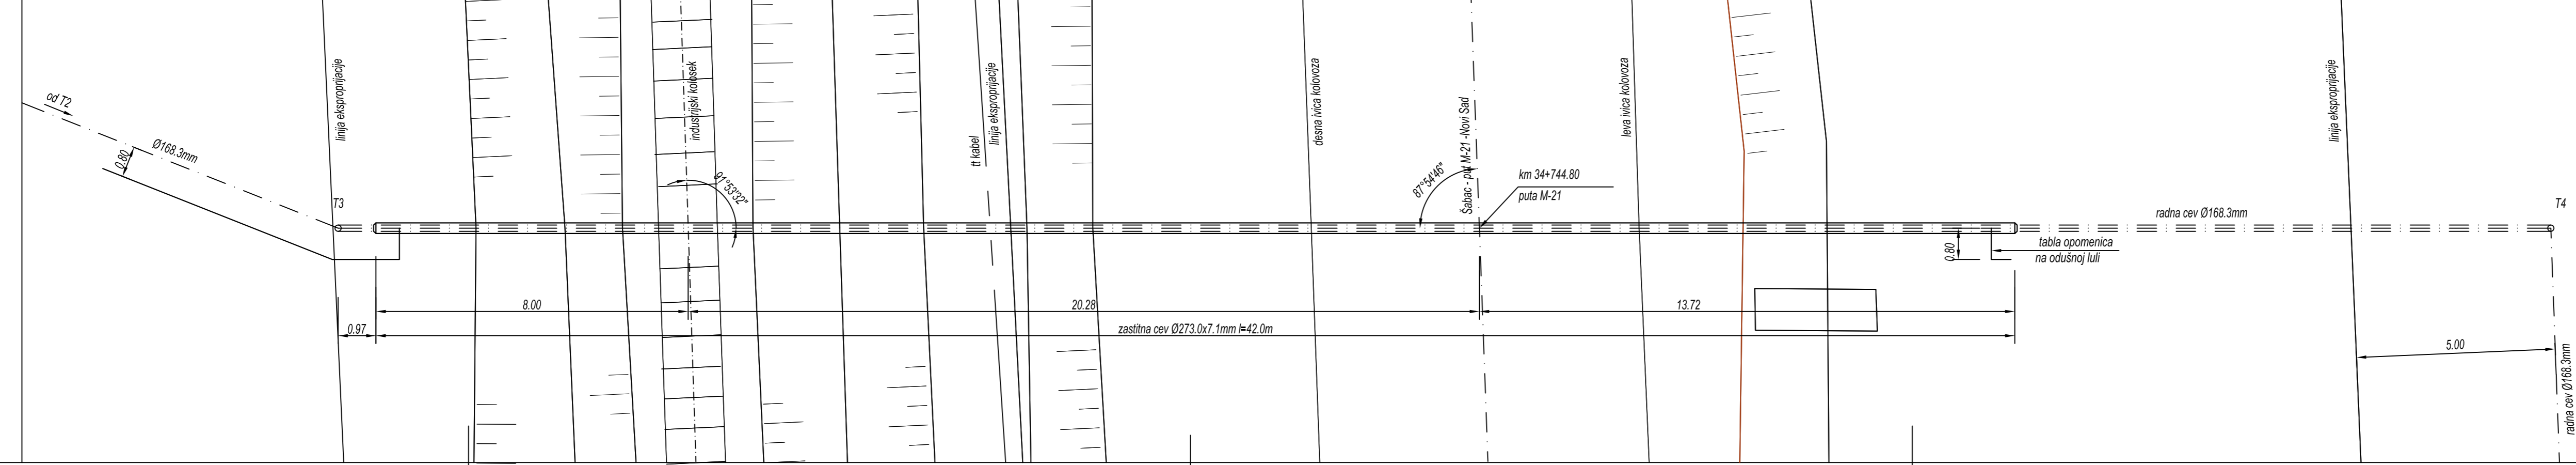 od T2
Ø168.3mm
0.80
T3
linija eksproprijacije
industrijski kolosek
91°53'32"
tt kabel
linija eksproprijacije
desna ivica kolovoza
87°54'46"
Šabac - put M-21 -Novi Sad
km 34+744.80
puta M-21
leva ivica kolovoza
radna cev Ø168.3mm
linija eksproprijacije
T4
0.80
tabla opomenica
na odušnoj luli
8.00
20.28
13.72
0.97
zastitna cev Ø273.0x7.1mm l=42.0m
5.00
radna cev Ø168.3mm